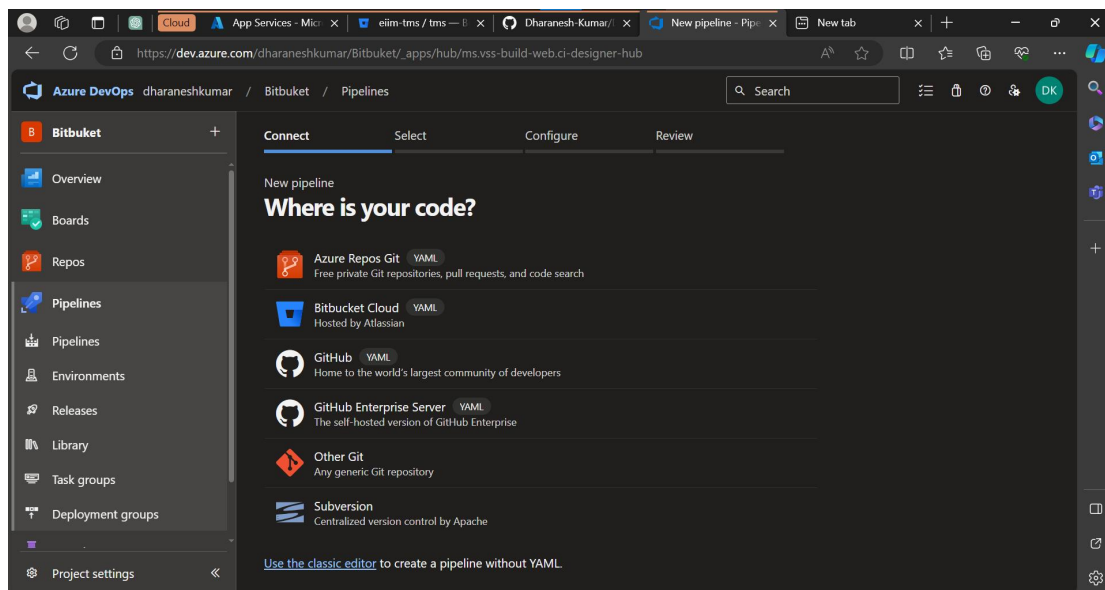 Cloud
App Services - Micr
eiim-tms / tms — B
Dharanesh-Kumar/
New pipeline - Pipe
New tab
https://dev.azure.com/dharaneshkumar/Bitbuket/_apps/hub/ms.vss-build-web.ci-designer-hub
Azure DevOps dharaneshkumar / Bitbuket / Pipelines
Search
DK
B Bitbuket +
Overview
Boards
Repos
Pipelines
Pipelines
Environments
Releases
Library
Task groups
Deployment groups
Project settings
Connect Select Configure Review
New pipeline
Where is your code?
Azure Repos Git YAML
Free private Git repositories, pull requests, and code search
Bitbucket Cloud YAML
Hosted by Atlassian
GitHub YAML
Home to the world's largest community of developers
GitHub Enterprise Server YAML
The self-hosted version of GitHub Enterprise
Other Git
Any generic Git repository
Subversion
Centralized version control by Apache
Use the classic editor to create a pipeline without YAML.